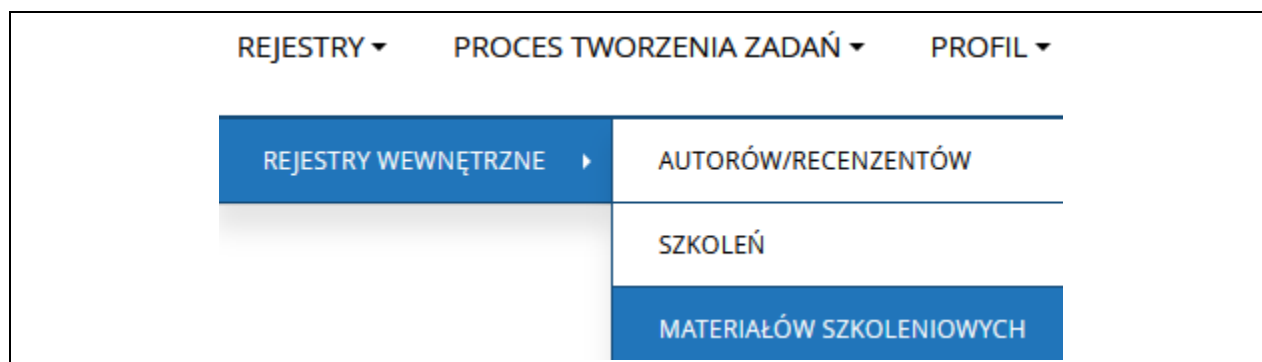 REJESTRY PROCES TWORZENIA ZADAŃ PROFIL
REJESTRY WEWNĘTRZNE AUTORÓW/RECENZENTÓW
SZKOLEŃ
MATERIAŁÓW SZKOLENIOWYCH